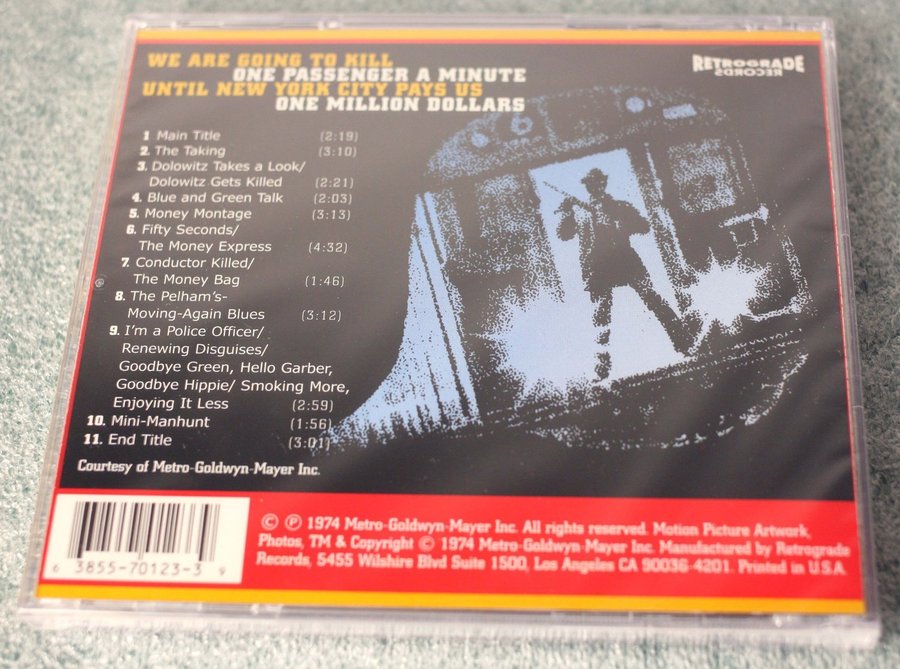 WE ARE GOING TO KILL
ONE PASSENGER A MINUTE
UNTIL NEW YORK CITY PAYS US
ONE MILLION DOLLARS
RETROGRADE
RECORDS
1 Main Title (2:19)
2. The Taking (3:10)
3. Dolowitz Takes a Look/
Dolowitz Gets Killed (2:21)
4. Blue and Green Talk (2:03)
5. Money Montage (3:13)
6. Fifty Seconds/
The Money Express (4:32)
7. Conductor Killed/
The Money Bag (1:46)
8. The Pelham's-
Moving-Again Blues (3:12)
9. I'm a Police Officer/
Renewing Disguises/
Goodbye Green, Hello Garber,
Goodbye Hippie/ Smoking More,
Enjoying It Less (2:59)
10. Mini-Manhunt (1:56)
11. End Title (3:01)
Courtesy of Metro-Goldwyn-Mayer Inc.
6
6 38557-0123-3 9
© ℗ 1974 Metro-Goldwyn-Mayer Inc. All rights reserved. Motion Picture Artwork,
Photos, TM & Copyright © 1974 Metro-Goldwyn-Mayer Inc. Manufactured by Retrograde
Records, 5455 Wilshire Blvd Suite 1500, Los Angeles CA 90036-4201. Printed in U.S.A.